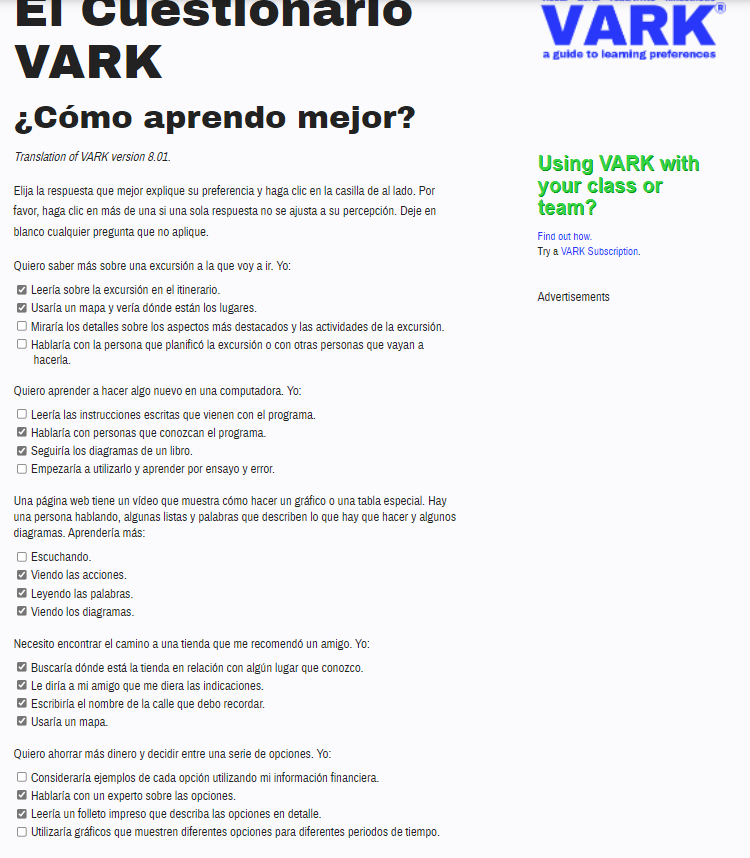 El Cuestionario
VARK
VARK®
a guide to learning preferences
¿Cómo aprendo mejor?
Translation of VARK version 8.01.
Elija la respuesta que mejor explique su preferencia y haga clic en la casilla de al lado. Por
favor, haga clic en más de una si una sola respuesta no se ajusta a su percepción. Deje en
blanco cualquier pregunta que no aplique.
Quiero saber más sobre una excursión a la que voy a ir. Yo:
Leería sobre la excursión en el itinerario.
Usaría un mapa y vería dónde están los lugares.
Miraría los detalles sobre los aspectos más destacados y las actividades de la excursión.
Hablaría con la persona que planificó la excursión o con otras personas que vayan a
hacerla.
Quiero aprender a hacer algo nuevo en una computadora. Yo:
Leería las instrucciones escritas que vienen con el programa.
Hablaría con personas que conozcan el programa.
Seguiría los diagramas de un libro.
Empezaría a utilizarlo y aprender por ensayo y error.
Una página web tiene un vídeo que muestra cómo hacer un gráfico o una tabla especial. Hay
una persona hablando, algunas listas y palabras que describen lo que hay que hacer y algunos
diagramas. Aprendería más:
Escuchando.
Viendo las acciones.
Leyendo las palabras.
Viendo los diagramas.
Necesito encontrar el camino a una tienda que me recomendó un amigo. Yo:
Buscaría dónde está la tienda en relación con algún lugar que conozco.
Le diría a mi amigo que me diera las indicaciones.
Escribiría el nombre de la calle que debo recordar.
Usaría un mapa.
Quiero ahorrar más dinero y decidir entre una serie de opciones. Yo:
Consideraría ejemplos de cada opción utilizando mi información financiera.
Hablaría con un experto sobre las opciones.
Leería un folleto impreso que describa las opciones en detalle.
Utilizaría gráficos que muestren diferentes opciones para diferentes periodos de tiempo.
Using VARK with
your class or
team?
Find out how.
Try a VARK Subscription.
Advertisements